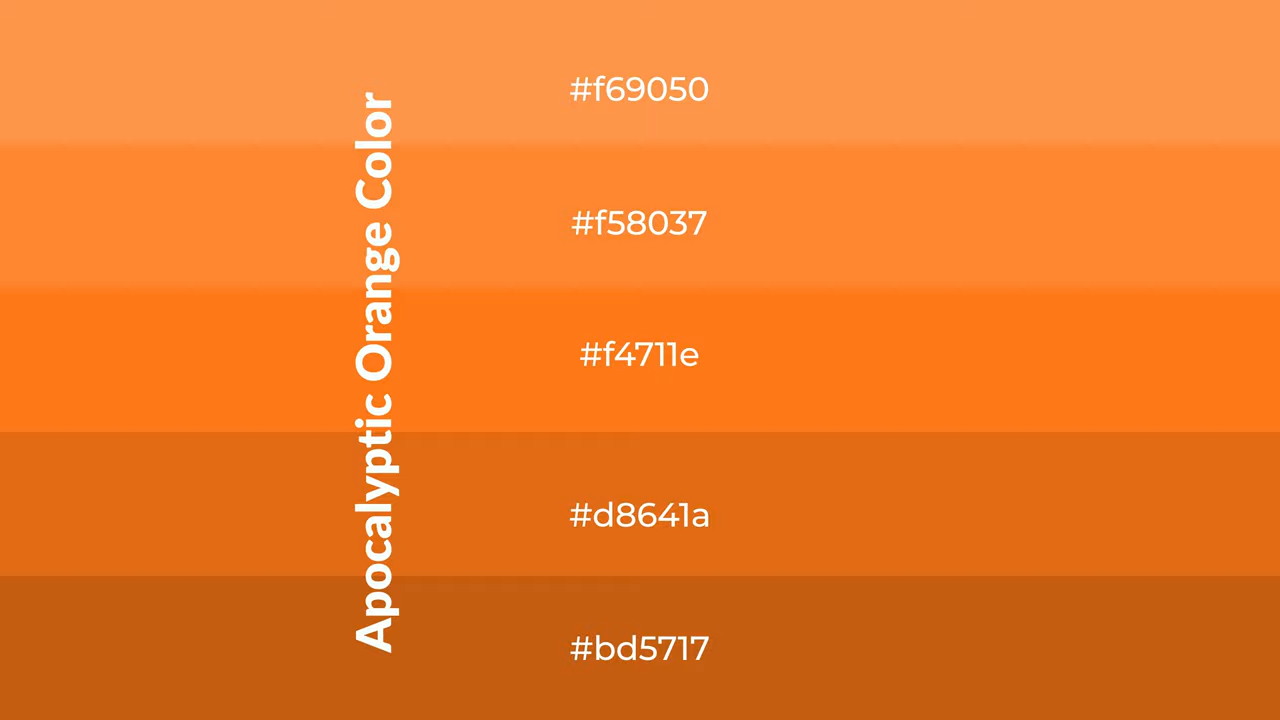 Apocalyptic Orange Color
#f69050
#f58037
#f4711e
#d8641a
#bd5717